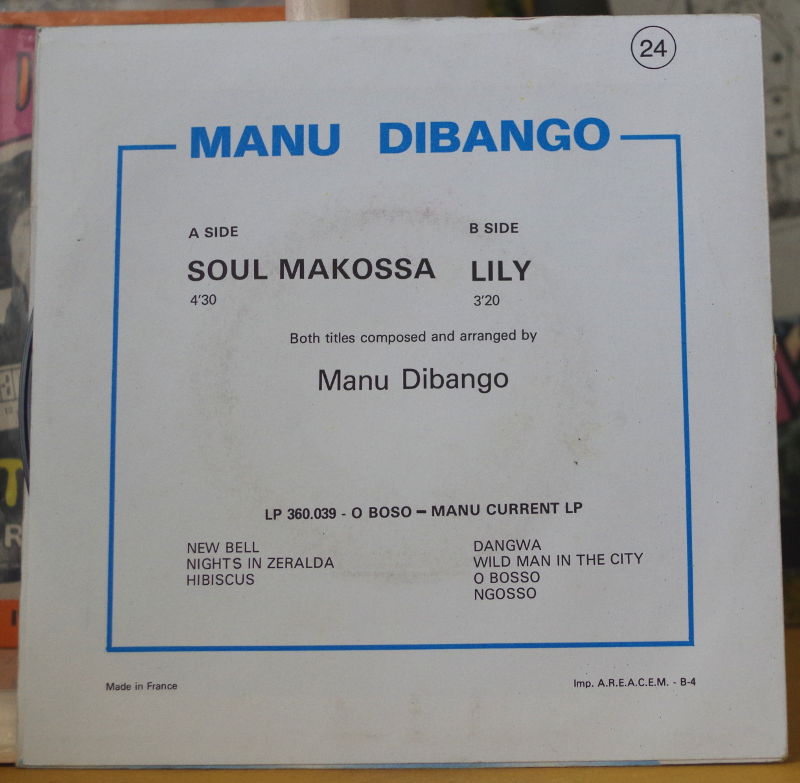 24
MANU DIBANGO
A SIDE
B SIDE
SOUL MAKOSSA
LILY
4'30
3'20
Both titles composed and arranged by
Manu Dibango
LP 360.039 - O BOSO – MANU CURRENT LP
NEW BELL
NIGHTS IN ZERALDA
HIBISCUS
DANGWA
WILD MAN IN THE CITY
O BOSSO
NGOSSO
Made in France
Imp. A.R.E.A.C.E.M. - B-4